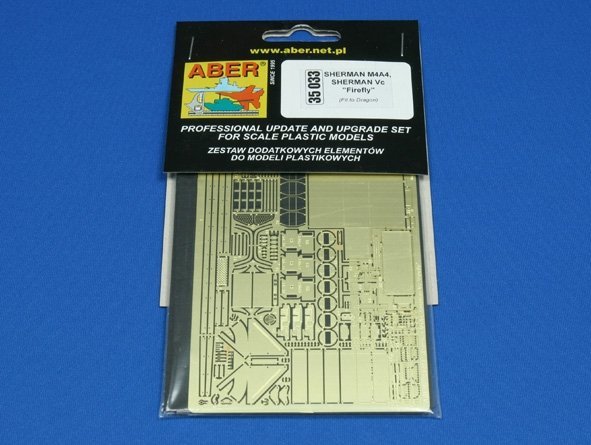 www.aber.net.pl
ABER®
SINCE 1995
35 033
SHERMAN M4A4,
SHERMAN Vc
"Firefly"
(Fit to Dragon)
PROFESSIONAL UPDATE AND UPGRADE SET
FOR SCALE PLASTIC MODELS
ZESTAW DODATKOWYCH ELEMENTÓW
DO MODELI PLASTIKOWYCH